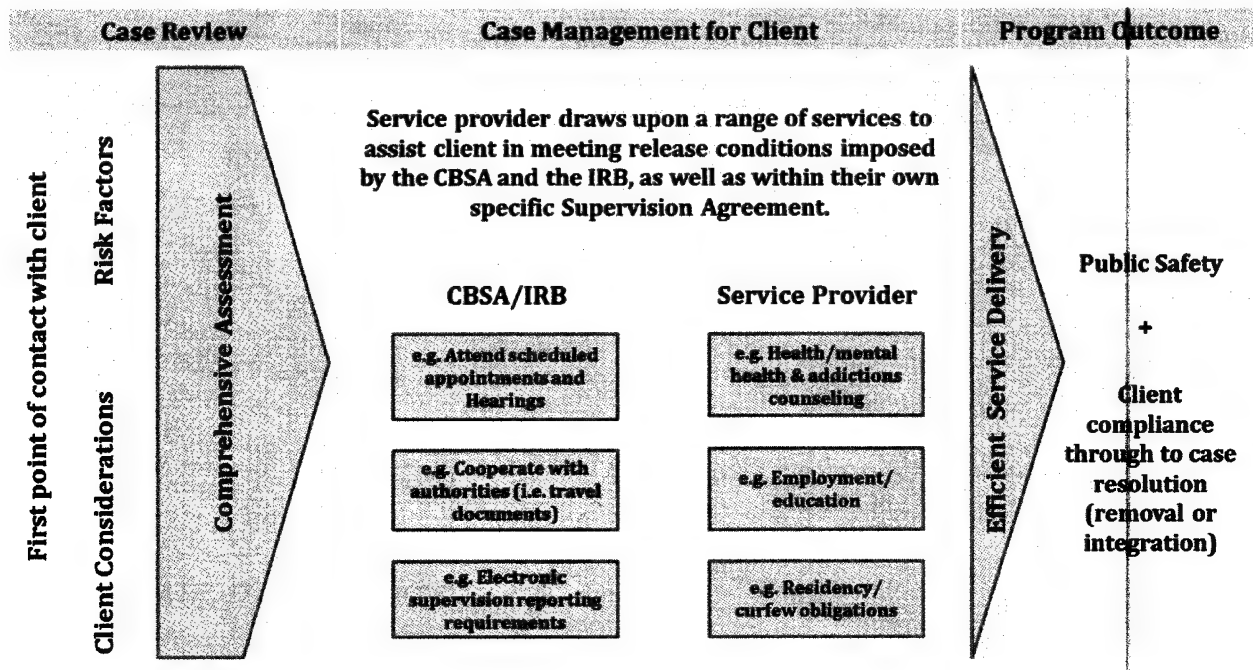 Case Review
Case Management for Client
Program Outcome
First point of contact with client
Risk Factors
Client Considerations
Comprehensive Assessment
Service provider draws upon a range of services to
assist client in meeting release conditions imposed
by the CBSA and the IRB, as well as within their own
specific Supervision Agreement.
CBSA/IRB
e.g. Attend scheduled
appointments and
Hearings
e.g. Cooperate with
authorities (i.e. travel
documents)
e.g. Electronic
supervision reporting
requirements
Service Provider
e.g. Health/mental
health & addictions
counseling
e.g. Employment/
education
e.g. Residency/
curfew obligations
Efficient Service Delivery
Public Safety
+
Client
compliance
through to case
resolution
(removal or
integration)